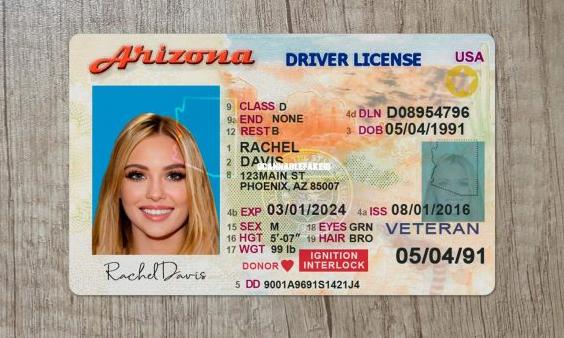 Arizona DRIVER LICENSE USA
9 CLASS D
4d DLN D08954796
9a END NONE
3 DOB 05/04/1991
12 REST B
1 RACHEL
2 DAVIS
8 123MAIN ST
PHOENIX, AZ 85007
4b EXP 03/01/2024 4a ISS 08/01/2016
15 SEX M 18 EYES GRN VETERAN
16 HGT 5'-07" 19 HAIR BRO
17 WGT 99 lb
05/04/91
DONOR IGNITION
INTERLOCK
Rachel Davis
5 DD 9001A9691S1421J4